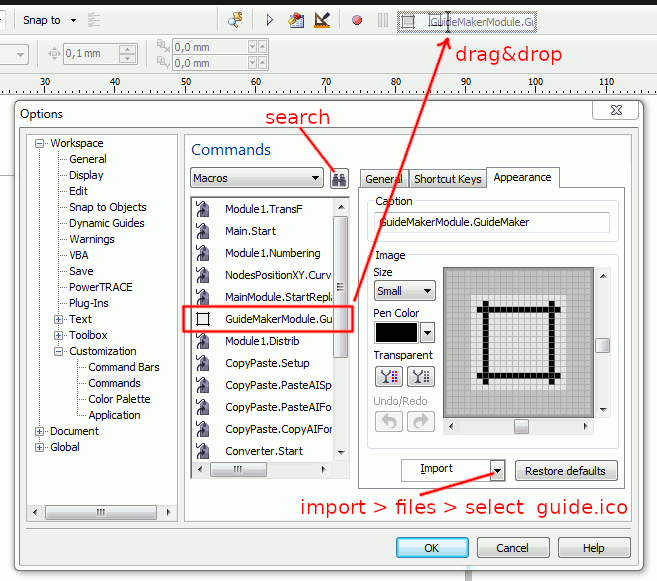 Snap to
GuideMakerModule.Gu
0,1 mm
0,0 mm
0,0 mm
drag&drop
30 40 50 60 70 80 90 100 110
Options
search
Workspace
General
Display
Edit
Snap to Objects
Dynamic Guides
Warnings
VBA
Save
PowerTRACE
Plug-Ins
Text
Toolbox
Customization
Command Bars
Commands
Color Palette
Application
Document
Global
Commands
Macros
Module1.TransF
Main.Start
Module1.Numbering
NodesPositionXY.Curv
MainModule.StartRepla
GuideMakerModule.Gu
Module1.Distrib
CopyPaste.Setup
CopyPaste.PasteAISp
CopyPaste.PasteAIFo
CopyPaste.CopyAIFor
Converter.Start
General Shortcut Keys Appearance
Caption
GuideMakerModule.GuideMaker
Image
Size
Small
Pen Color
Transparent
Undo/Redo
Import Restore defaults
import > files > select guide.ico
OK Cancel Help